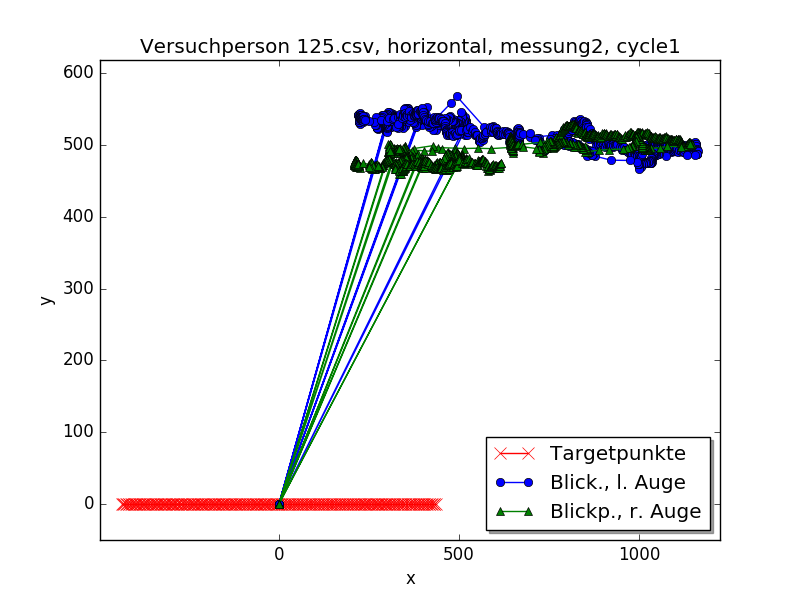 Versuchperson 125.csv, horizontal, messung2, cycle1
600
500
400
300
200
100
0
y
0 500 1000
x
Targetpunkte
Blick., l. Auge
Blickp., r. Auge